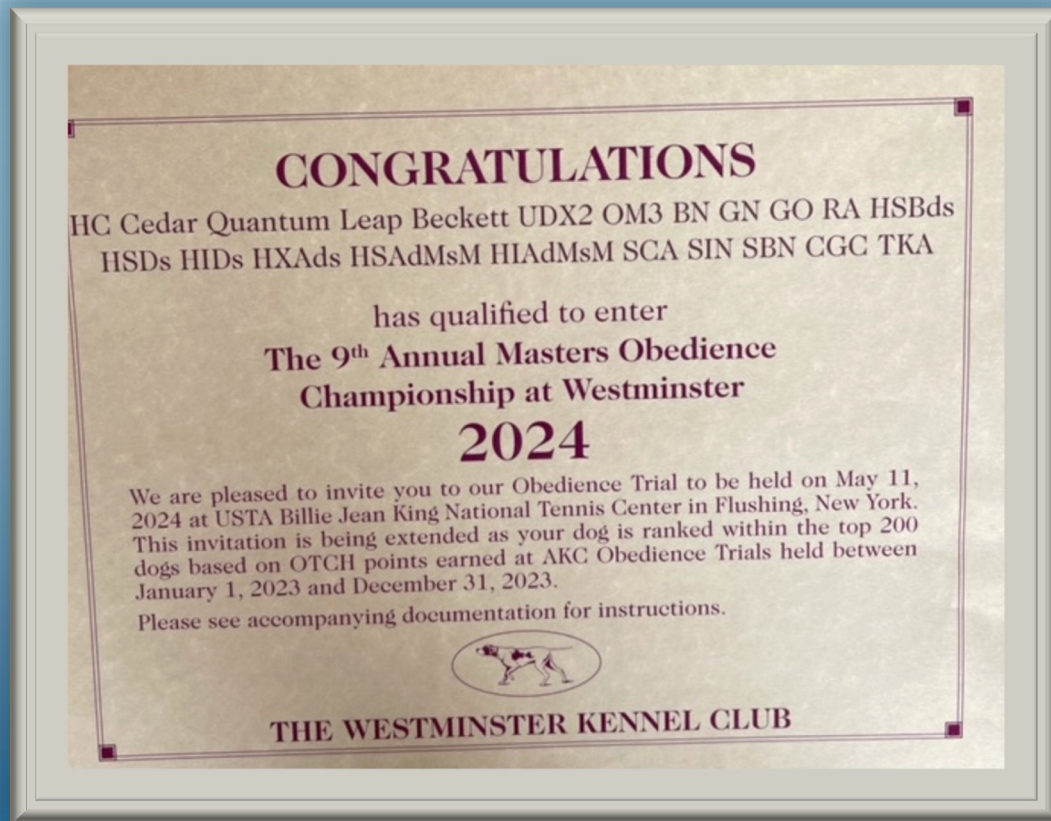 CONGRATULATIONS
HC Cedar Quantum Leap Beckett UDX2 OM3 BN GN GO RA HSBds
HSDs HIDs HXAds HSAdMsM HIAdMsM SCA SIN SBN CGC TKA
has qualified to enter
The 9th Annual Masters Obedience
Championship at Westminster
2024
We are pleased to invite you to our Obedience Trial to be held on May 11,
2024 at USTA Billie Jean King National Tennis Center in Flushing, New York.
This invitation is being extended as your dog is ranked within the top 200
dogs based on OTCH points earned at AKC Obedience Trials held between
January 1, 2023 and December 31, 2023.
Please see accompanying documentation for instructions.
THE WESTMINSTER KENNEL CLUB